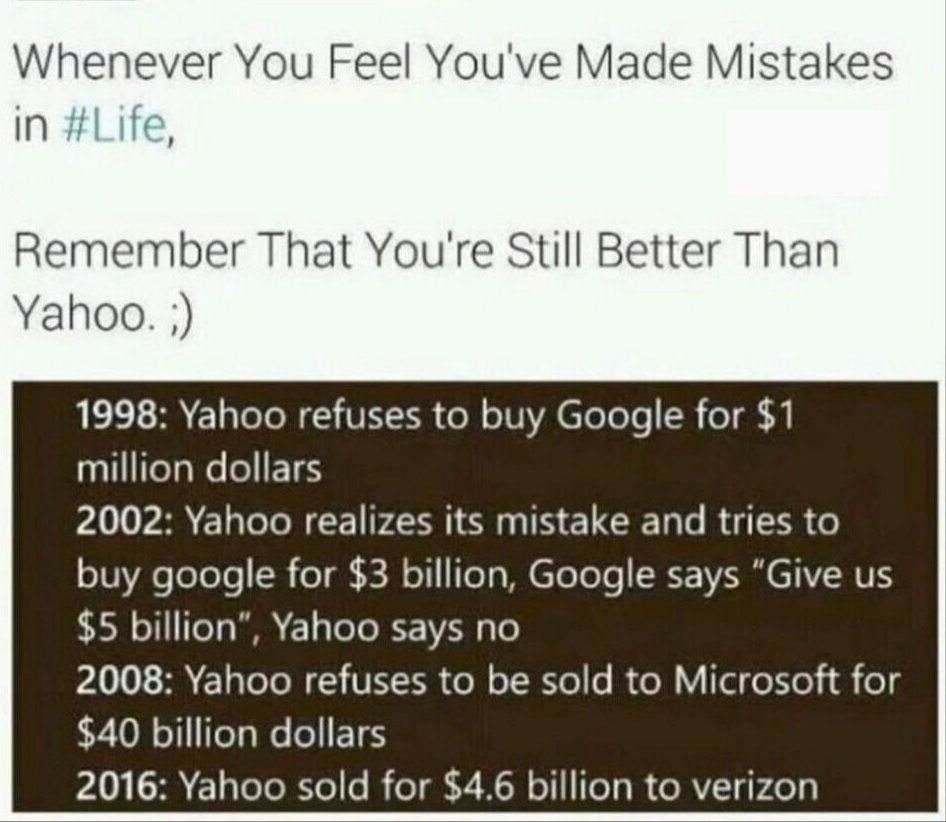 Whenever You Feel You've Made Mistakes
in #Life,
Remember That You're Still Better Than
Yahoo. ;)
1998: Yahoo refuses to buy Google for $1
million dollars
2002: Yahoo realizes its mistake and tries to
buy google for $3 billion, Google says "Give us
$5 billion", Yahoo says no
2008: Yahoo refuses to be sold to Microsoft for
$40 billion dollars
2016: Yahoo sold for $4.6 billion to verizon